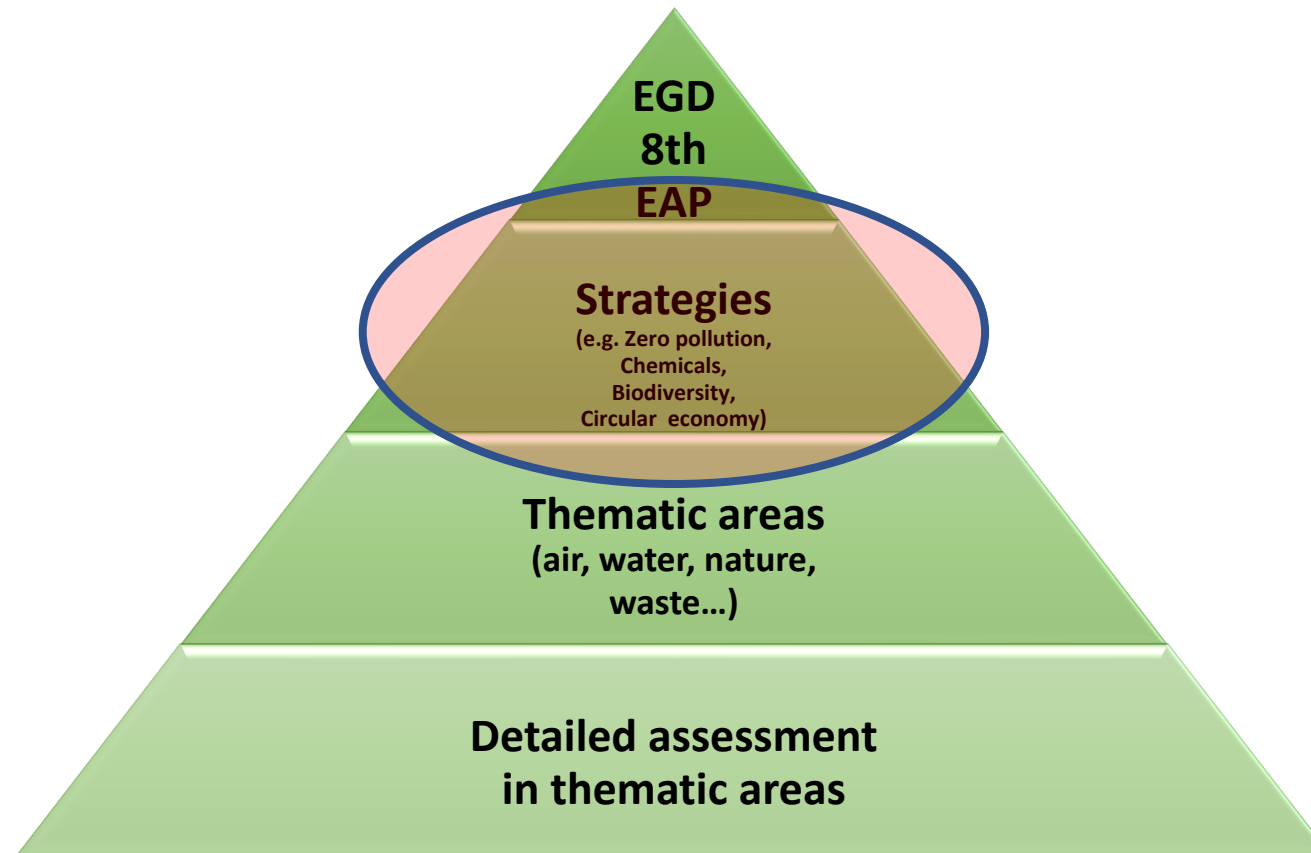 EGD
8th
EAP
Strategies
(e.g. Zero pollution,
Chemicals,
Biodiversity,
Circular economy)
Thematic areas
(air, water, nature,
waste…)
Detailed assessment
in thematic areas